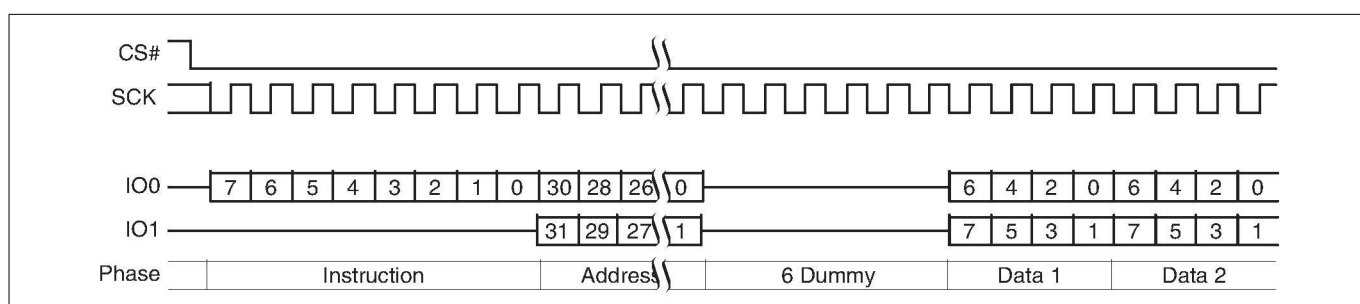 CS#
SCK
IO0 7 6 5 4 3 2 1 0 30 28 26 0 6 4 2 0 6 4 2 0
IO1 31 29 27 1 7 5 3 1 7 5 3 1
Phase Instruction Address 6 Dummy Data 1 Data 2